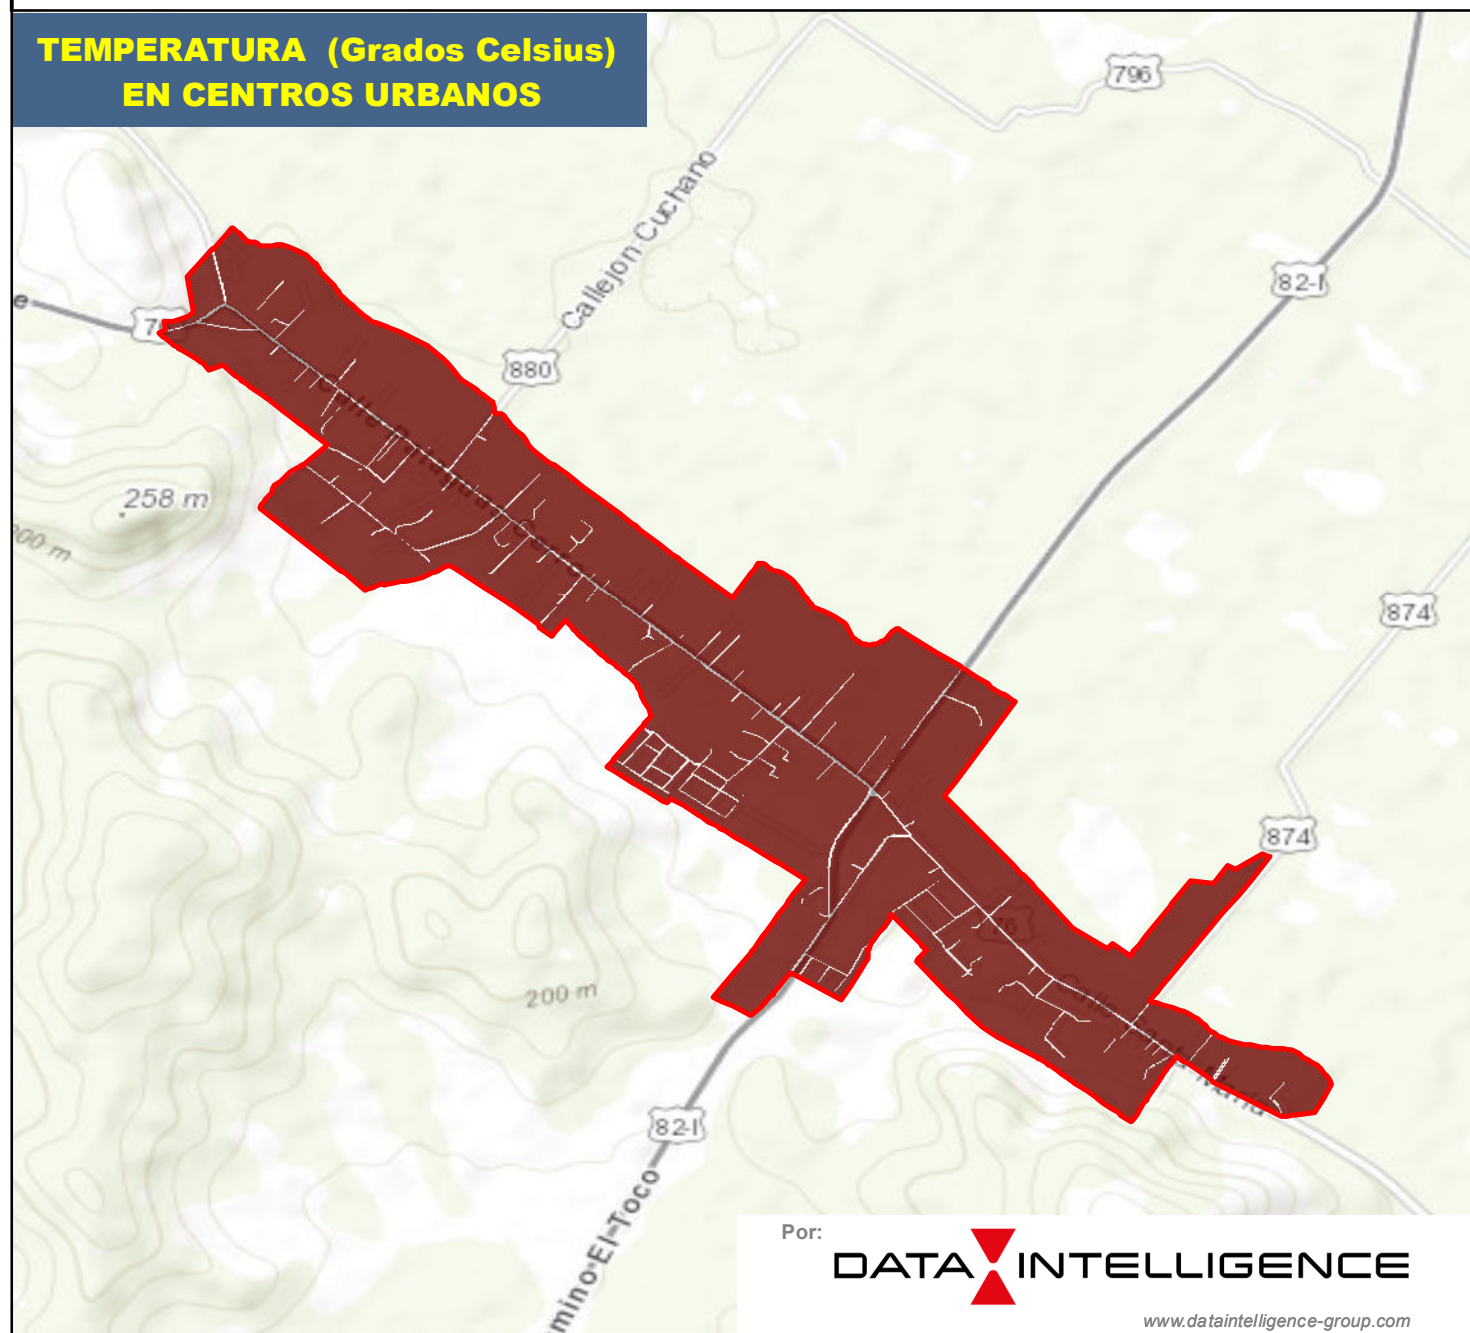 TEMPERATURA (Grados Celsius)
EN CENTROS URBANOS
796
Callejon Cuchano
82-I
e
880
258 m
874
874
76
200 m
82-I
Por:
DATA INTELLIGENCE
www.dataintelligence-group.com